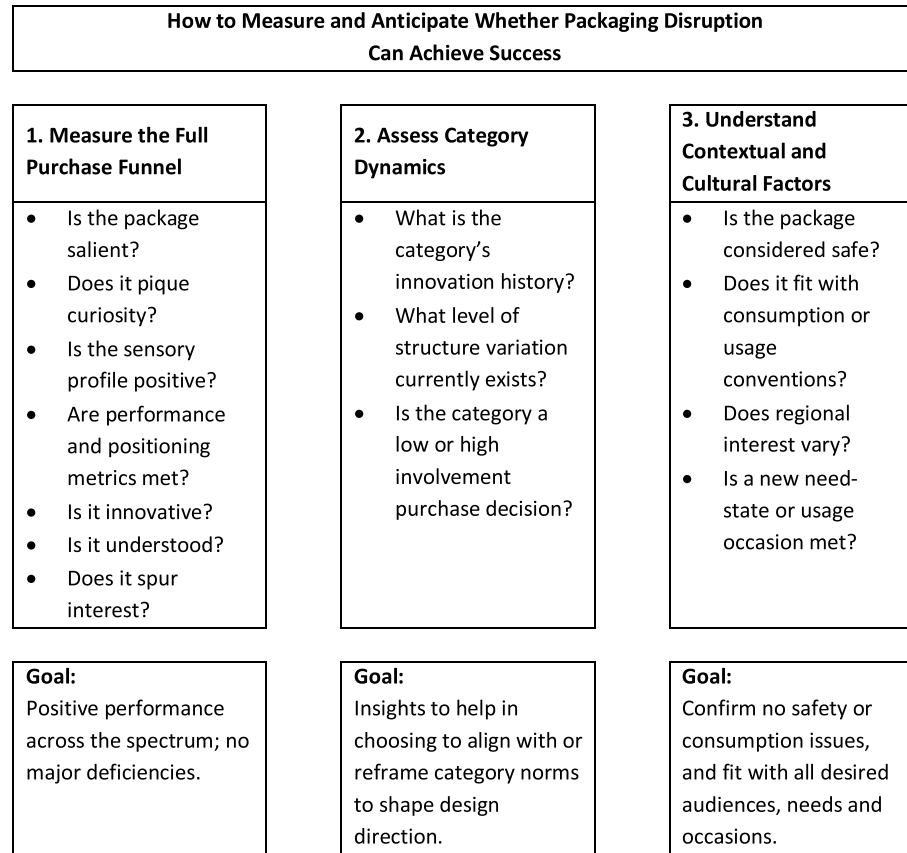 How to Measure and Anticipate Whether Packaging Disruption
Can Achieve Success
1. Measure the Full
Purchase Funnel
• Is the package
salient?
• Does it pique
curiosity?
• Is the sensory
profile positive?
• Are performance
and positioning
metrics met?
• Is it innovative?
• Is it understood?
• Does it spur
interest?
Goal:
Positive performance
across the spectrum; no
major deficiencies.
2. Assess Category
Dynamics
• What is the
category’s
innovation history?
• What level of
structure variation
currently exists?
• Is the category a
low or high
involvement
purchase decision?
Goal:
Insights to help in
choosing to align with or
reframe category norms
to shape design
direction.
3. Understand
Contextual and
Cultural Factors
• Is the package
considered safe?
• Does it fit with
consumption or
usage
conventions?
• Does regional
interest vary?
• Is a new need-
state or usage
occasion met?
Goal:
Confirm no safety or
consumption issues,
and fit with all desired
audiences, needs and
occasions.